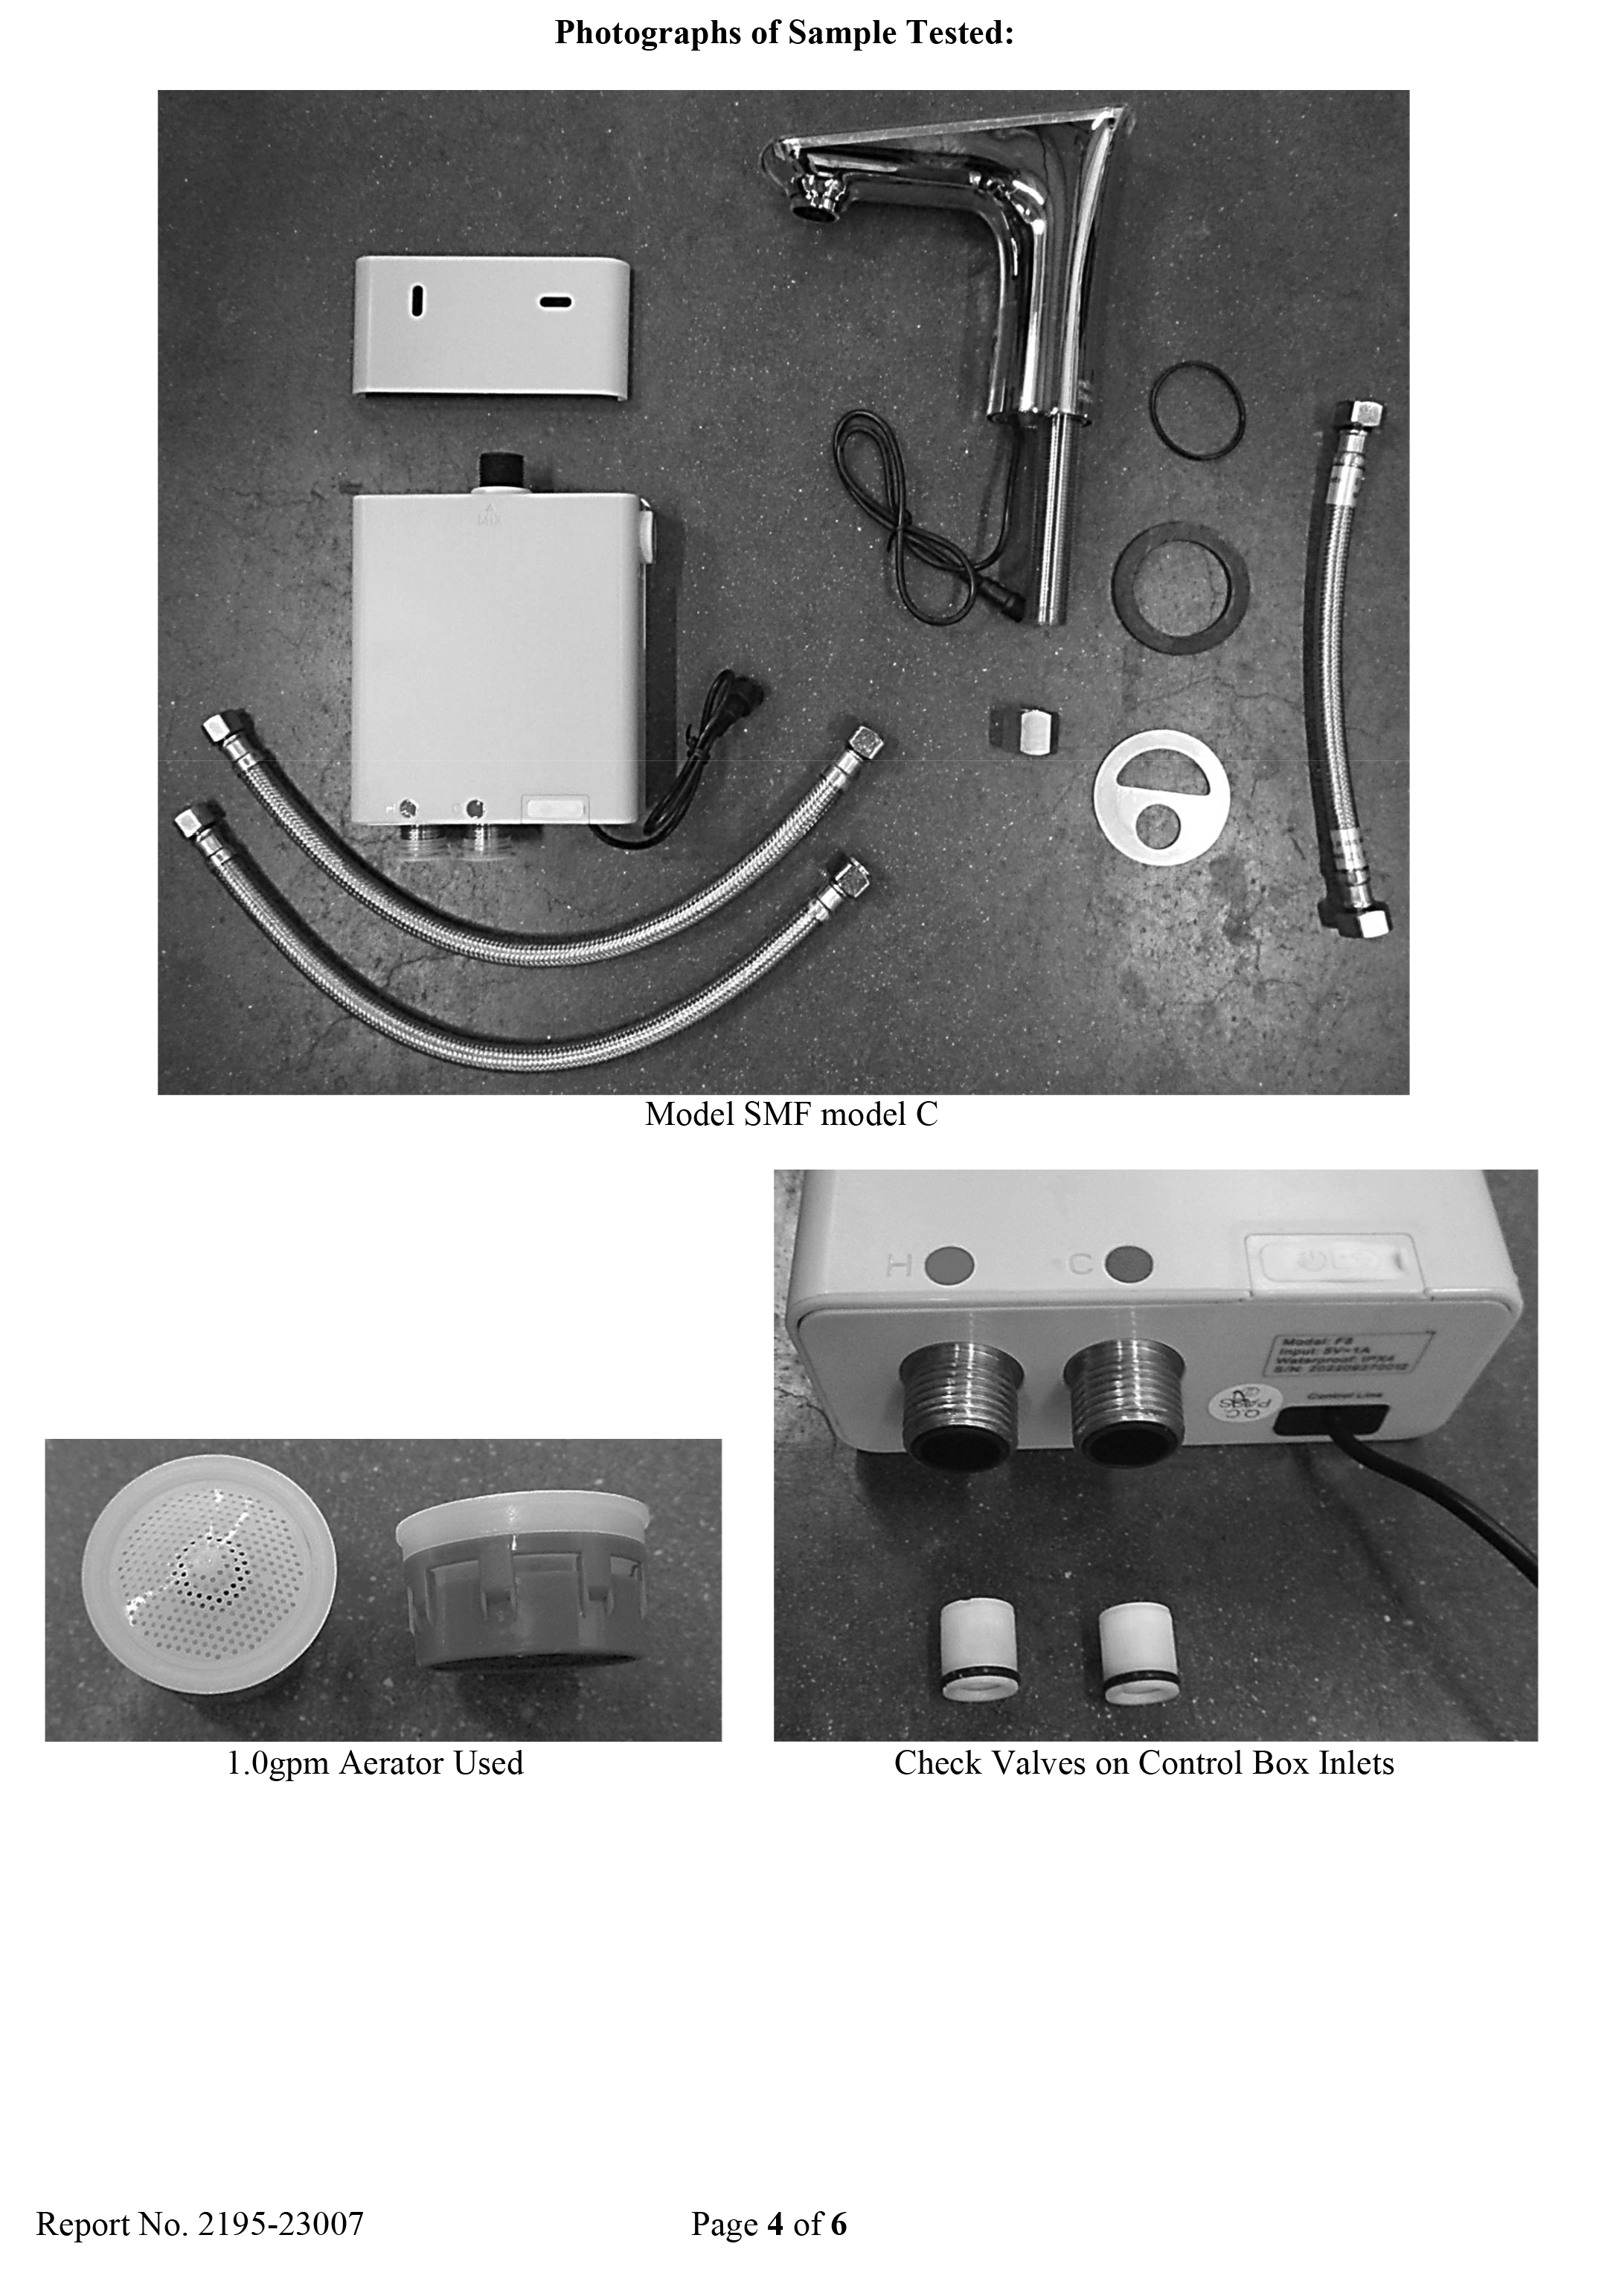 Photographs of Sample Tested:
MIX
H
C
Model SMF model C
H
C
Model: F8
Input: 5V=1A
Waterproof: IPX4
Control Line
Q.C.
PASS
1.0gpm Aerator Used
Check Valves on Control Box Inlets
Report No. 2195-23007
Page 4 of 6